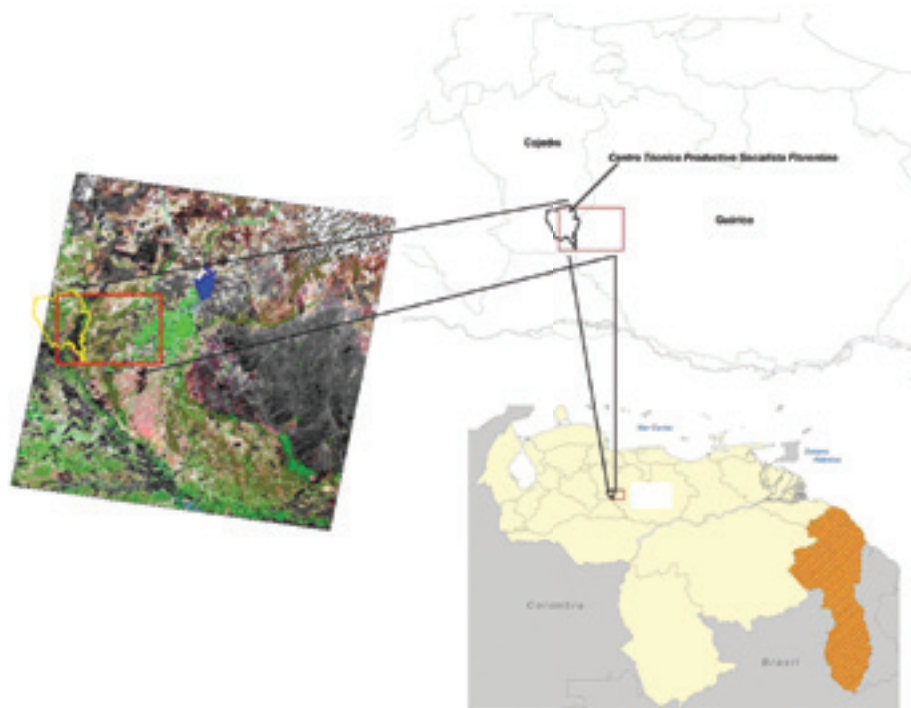 Cojedes
Centro Técnico Productivo Socialista Florentino
Guárico
Mar Caribe
Océano
Atlántico
Colombia
Brasil